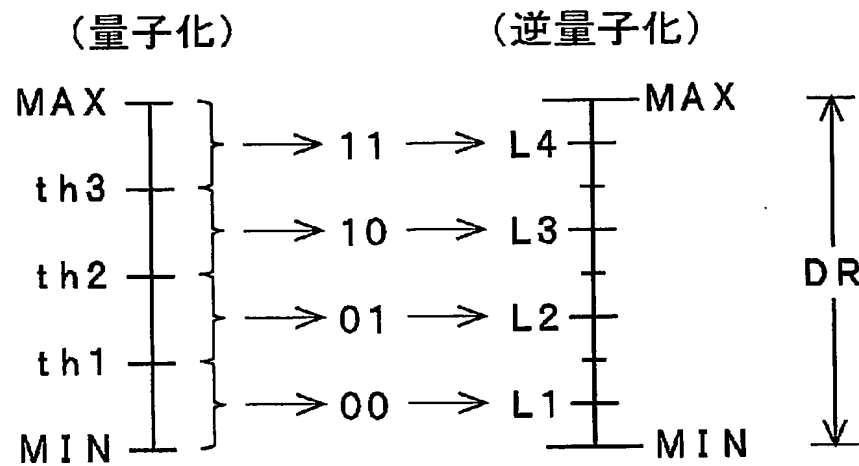 (量子化) (逆量子化)
MAX MAX
11 L4
th3
10 L3
th2 DR
01 L2
th1
00 L1
MIN MIN